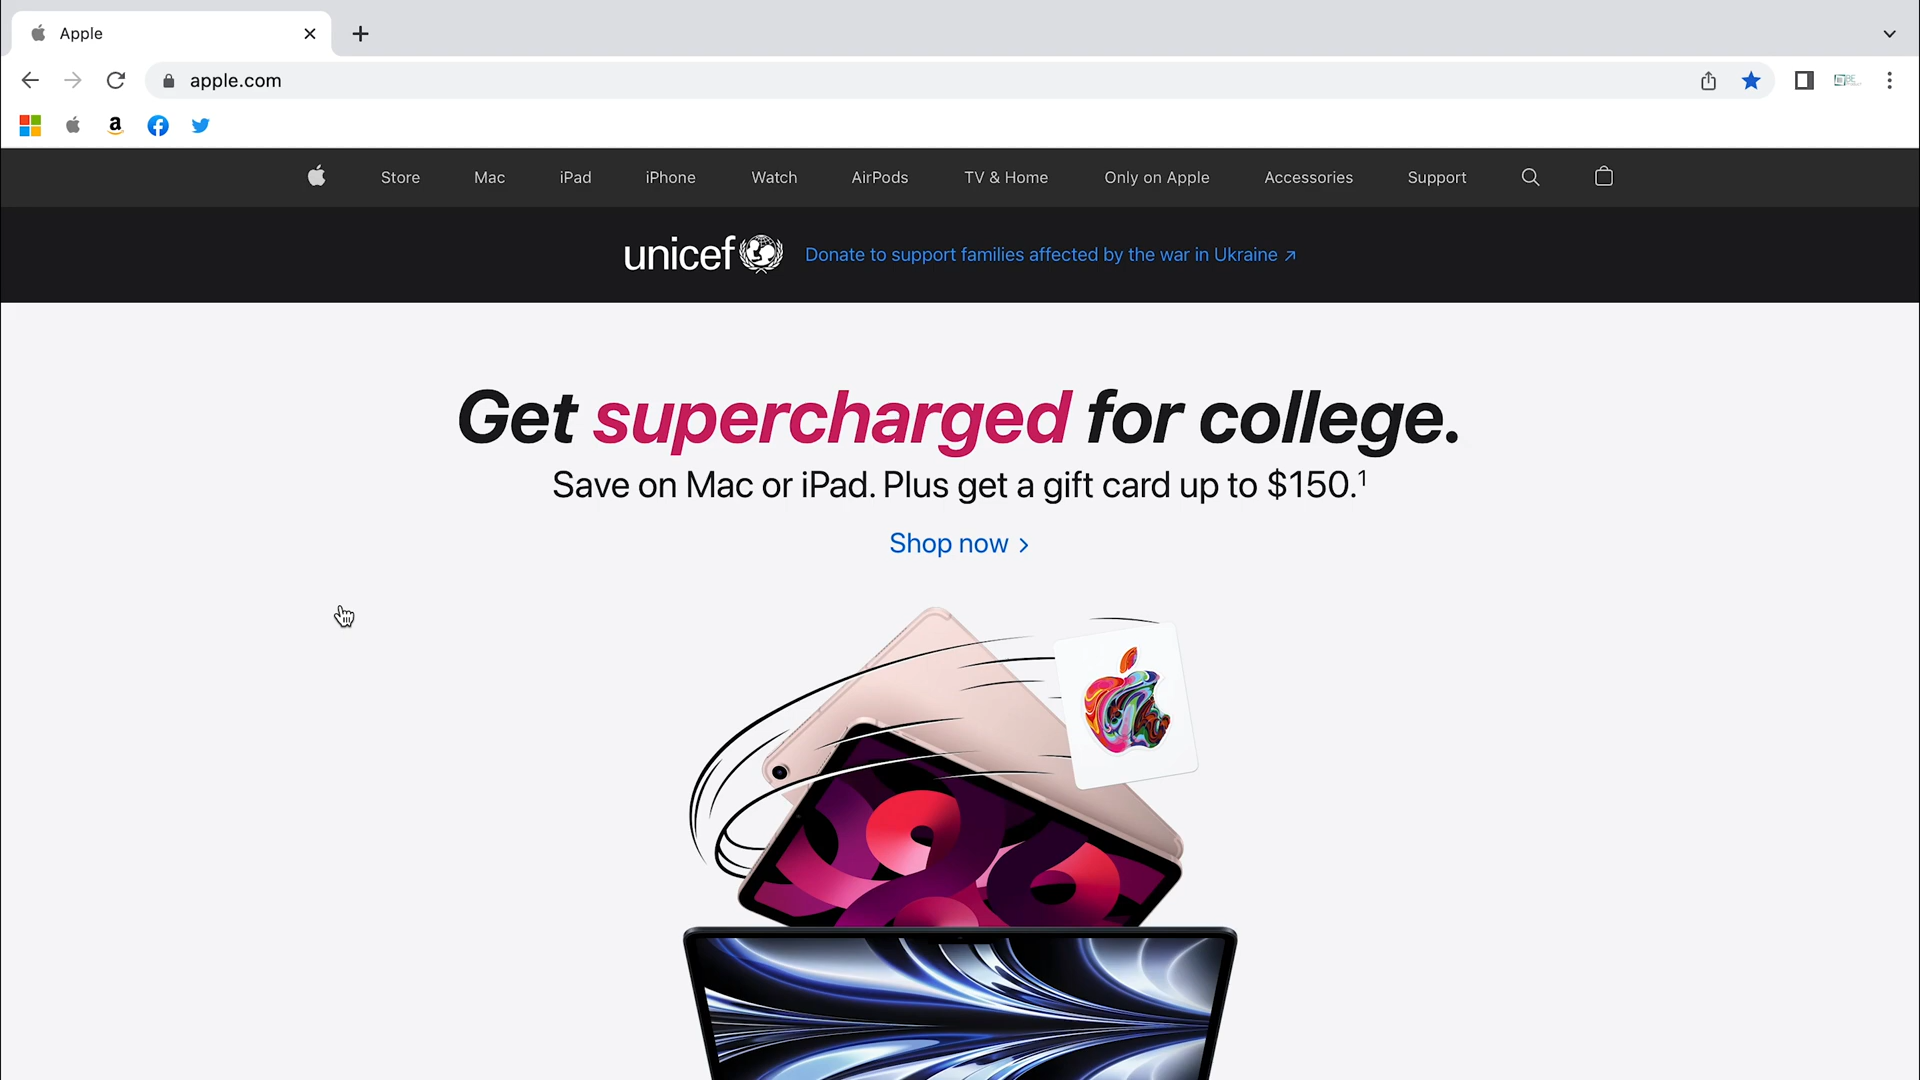 Apple
apple.com
a
Store Mac iPad iPhone Watch AirPods TV & Home Only on Apple Accessories Support
unicef Donate to support families affected by the war in Ukraine ↗
Get supercharged for college.
Save on Mac or iPad. Plus get a gift card up to $150.¹
Shop now >